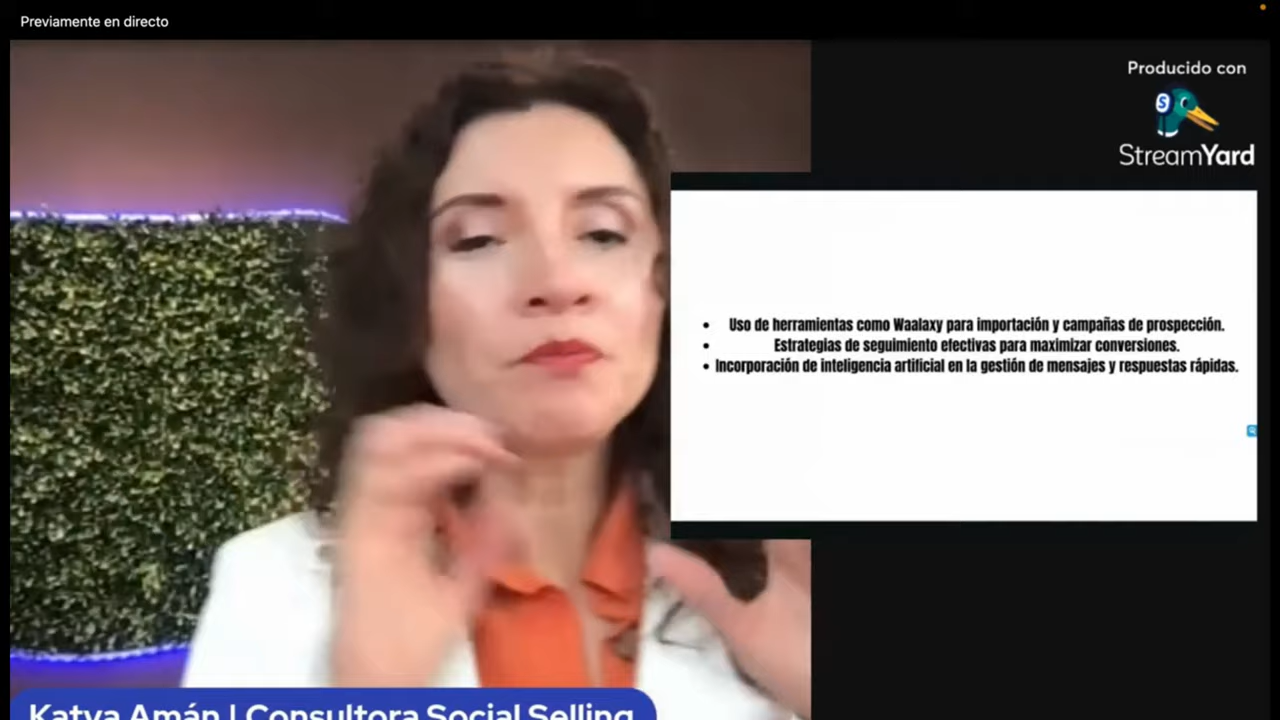 Previamente en directo
Producido con
StreamYard
• Uso de herramientas como Waalaxy para importación y campañas de prospección.
• Estrategias de seguimiento efectivas para maximizar conversiones.
• Incorporación de inteligencia artificial en la gestión de mensajes y respuestas rápidas.
Katya Amán | Consultora Social Selling